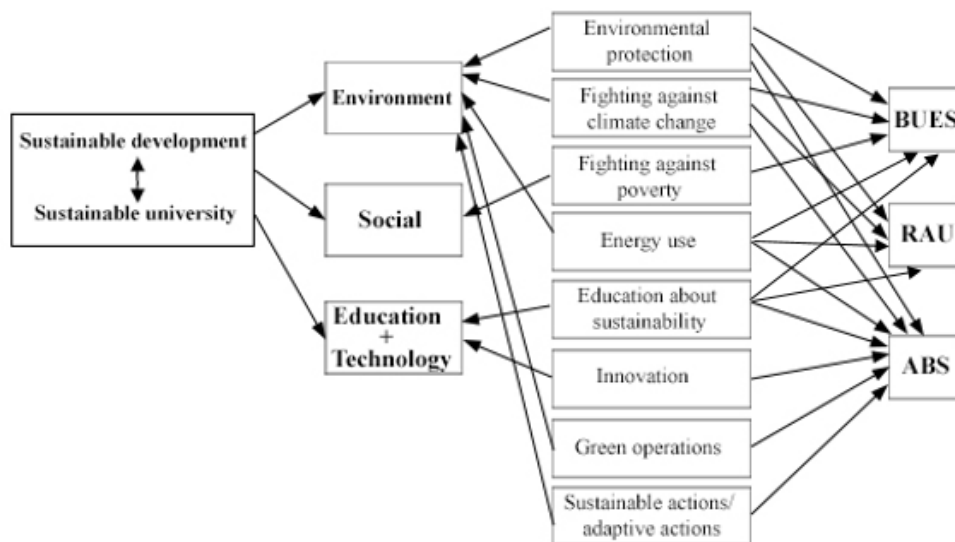 Sustainable development
Sustainable university
Environment
Social
Education
+
Technology
Environmental
protection
Fighting against
climate change
Fighting against
poverty
Energy use
Education about
sustainability
Innovation
Green operations
Sustainable actions/
adaptive actions
BUES
RAU
ABS